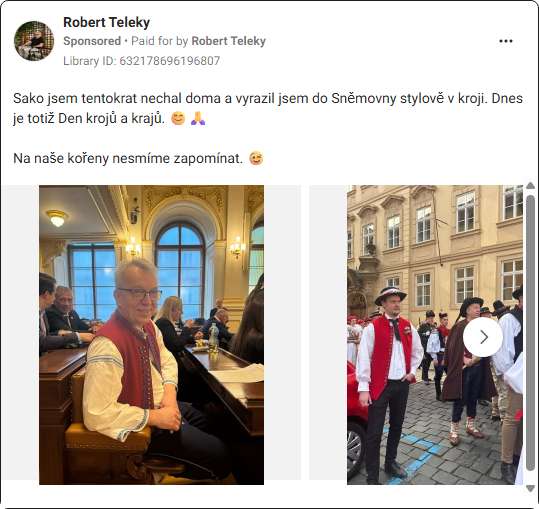 Robert Teleky
Sponsored • Paid for by Robert Teleky
Library ID: 632178696196807
Sako jsem tentokrat nechal doma a vyrazil jsem do Sněmovny stylově v kroji. Dnes
je totiž Den krojů a krajů. 😊 🙏
Na naše kořeny nesmíme zapomínat. 😉